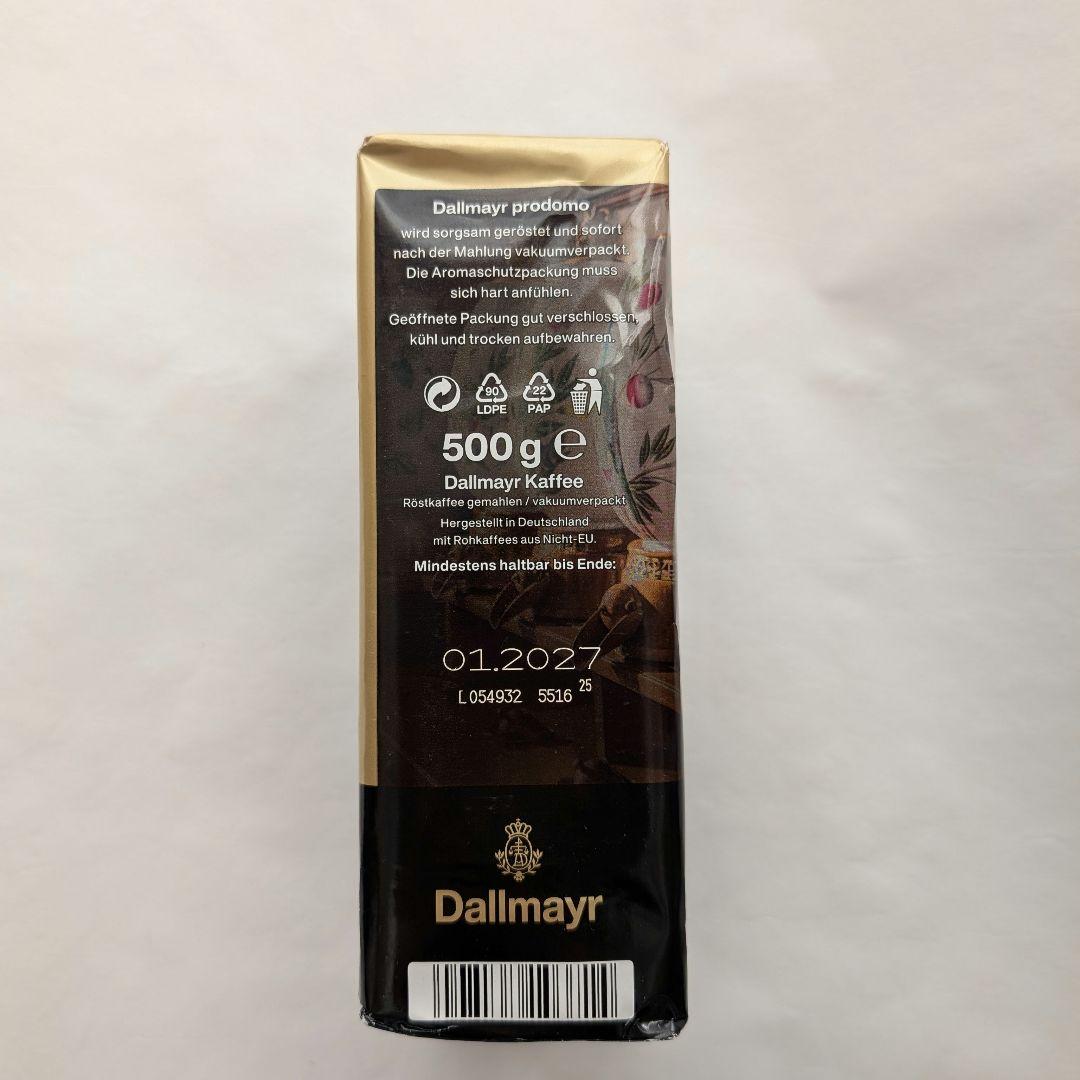 Dallmayr prodomo
wird sorgsam geröstet und sofort
nach der Mahlung vakuumverpackt.
Die Aromaschutzpackung muss
sich hart anfühlen.
Geöffnete Packung gut verschlossen,
kühl und trocken aufbewahren.
90 22
LDPE PAP
500 g ℮
Dallmayr Kaffee
Röstkaffee gemahlen / vakuumverpackt
Hergestellt in Deutschland
mit Rohkaffees aus Nicht-EU.
Mindestens haltbar bis Ende:
01.2027
L054932 5516 25
Dallmayr